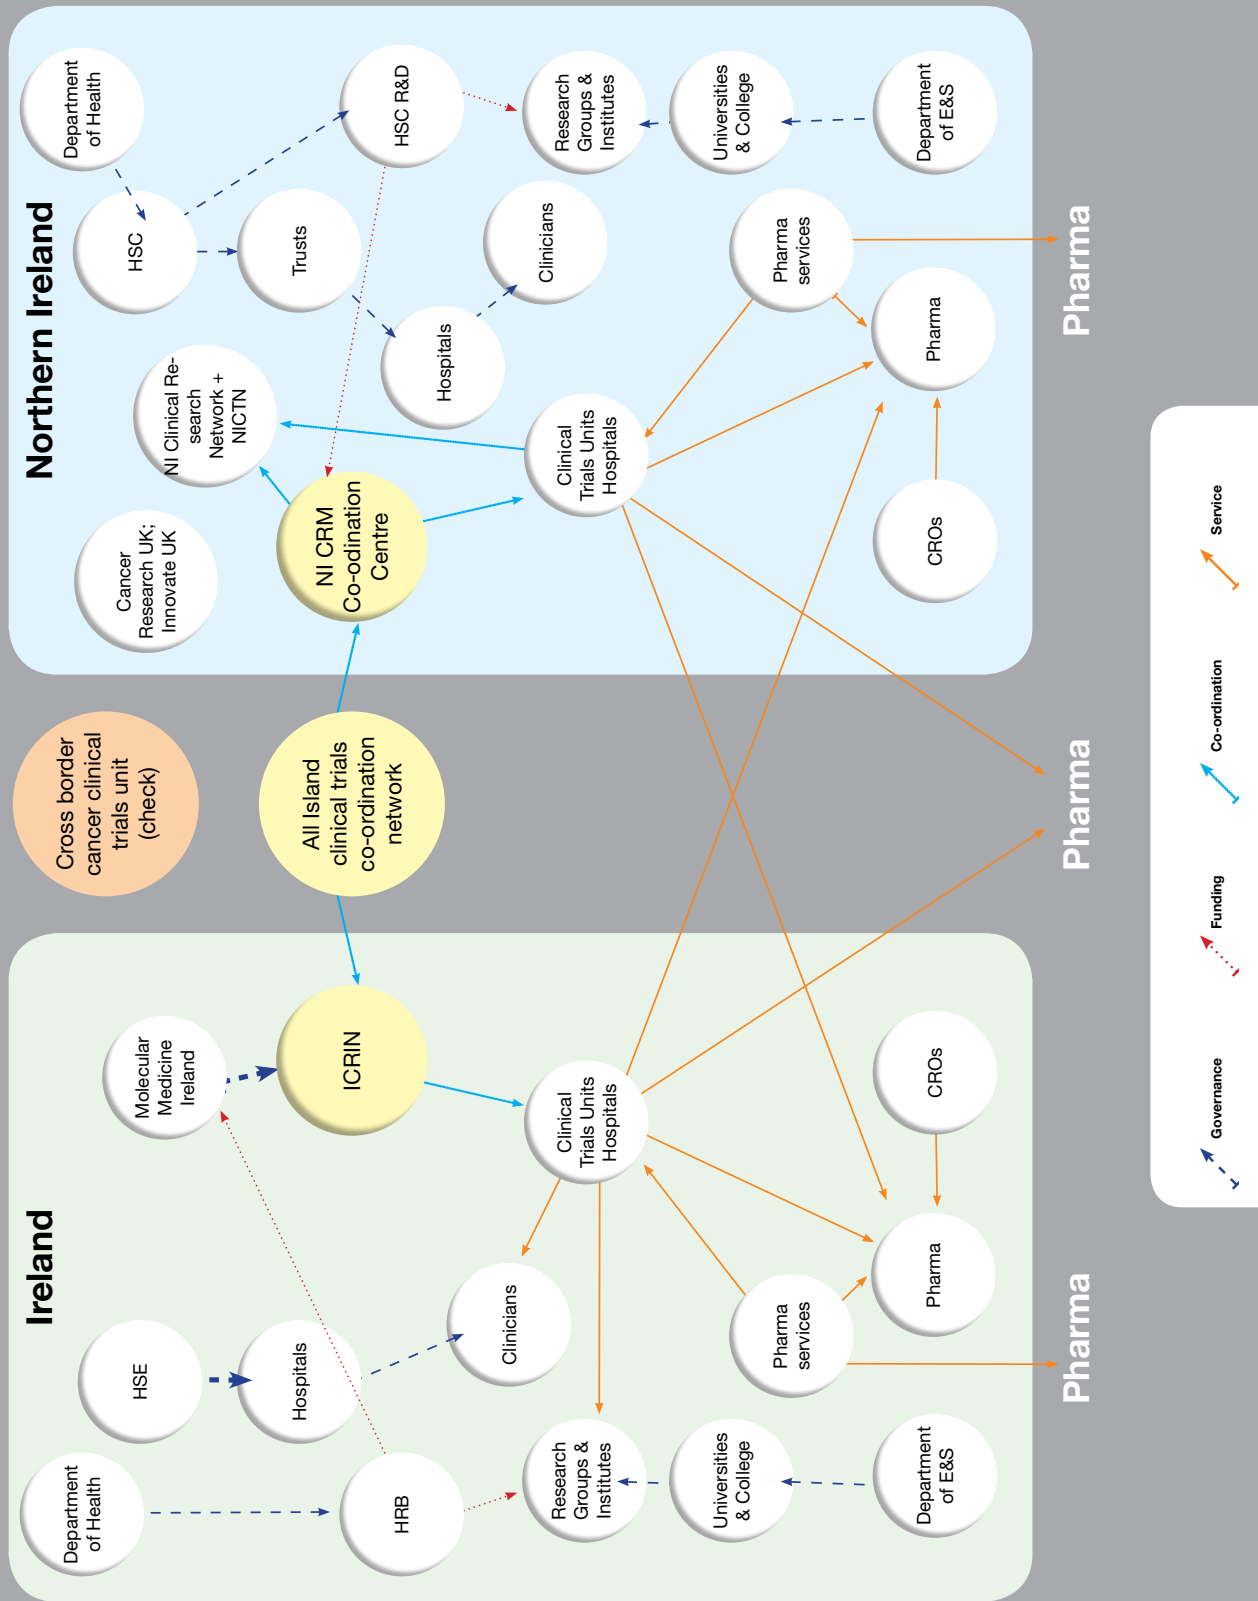 Ireland
Northern Ireland
Department
of Health
HSE
Molecular
Medicine
Ireland
Hospitals
HRB
ICRIN
Clinicians
Clinical
Trials Units
Hospitals
Research
Groups &
Institutes
Universities
& College
Pharma
services
Department
of E&S
Pharma
CROs
Pharma
Cross border
cancer clinical
trials unit
(check)
All Island
clinical trials
co-ordination
network
Pharma
Cancer
Research UK;
Innovate UK
NI Clinical Re-
search
Network +
NICTN
HSC
Department
of Health
NI CRM
Co-odination
Centre
Trusts
HSC R&D
Hospitals
Clinicians
Clinical
Trials Units
Hospitals
Research
Groups &
Institutes
Universities
& College
Pharma
services
CROs
Pharma
Department
of E&S
Pharma
Governance
Funding
Co-ordination
Service